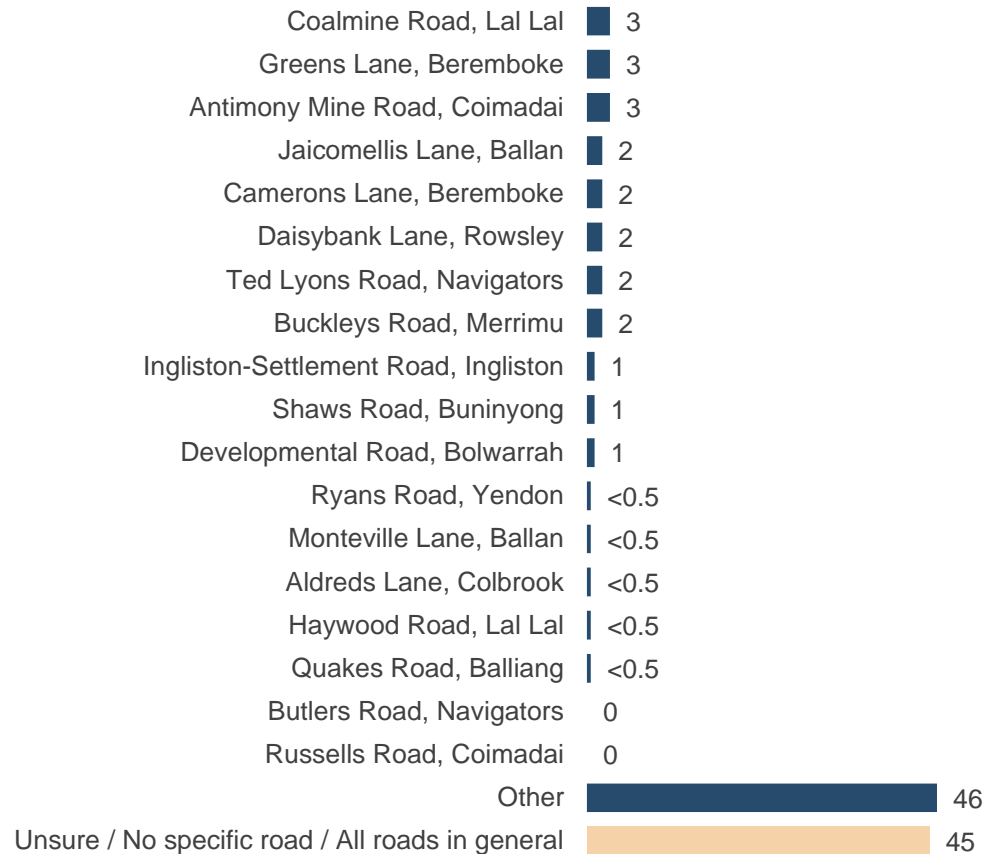 Coalmine Road, Lal Lal 3
Greens Lane, Beremboke 3
Antimony Mine Road, Coimadai 3
Jaicomellis Lane, Ballan 2
Camerons Lane, Beremboke 2
Daisybank Lane, Rowsley 2
Ted Lyons Road, Navigators 2
Buckleys Road, Merrimu 2
Ingliston-Settlement Road, Ingliston 1
Shaws Road, Buninyong 1
Developmental Road, Bolwarrah 1
Ryans Road, Yendon <0.5
Monteville Lane, Ballan <0.5
Aldreds Lane, Colbrook <0.5
Haywood Road, Lal Lal <0.5
Quakes Road, Balliang <0.5
Butlers Road, Navigators 0
Russells Road, Coimadai 0
Other 46
Unsure / No specific road / All roads in general 45